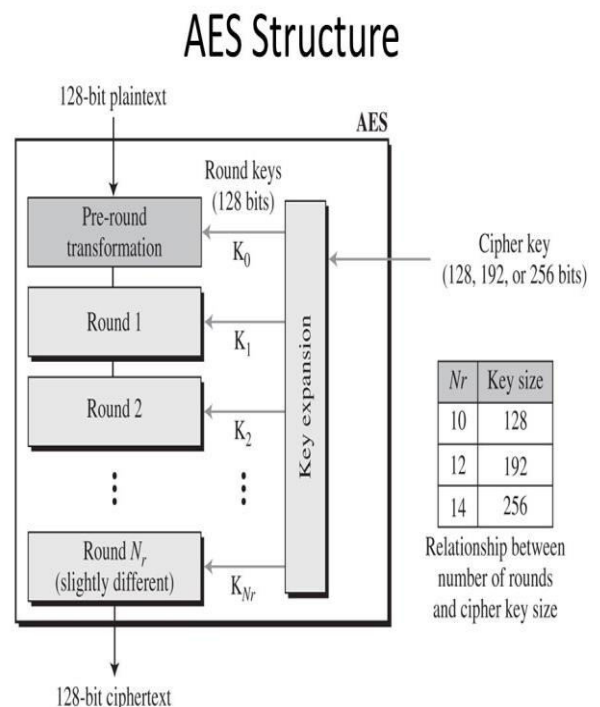 AES Structure
128-bit plaintext
AES
Round keys
(128 bits)
Pre-round
transformation
K0
Cipher key
(128, 192, or 256 bits)
Round 1
K1
Round 2
K2
Key expansion
Nr Key size
10 128
12 192
14 256
Relationship between
number of rounds
and cipher key size
Round Nr
(slightly different)
KNr
128-bit ciphertext